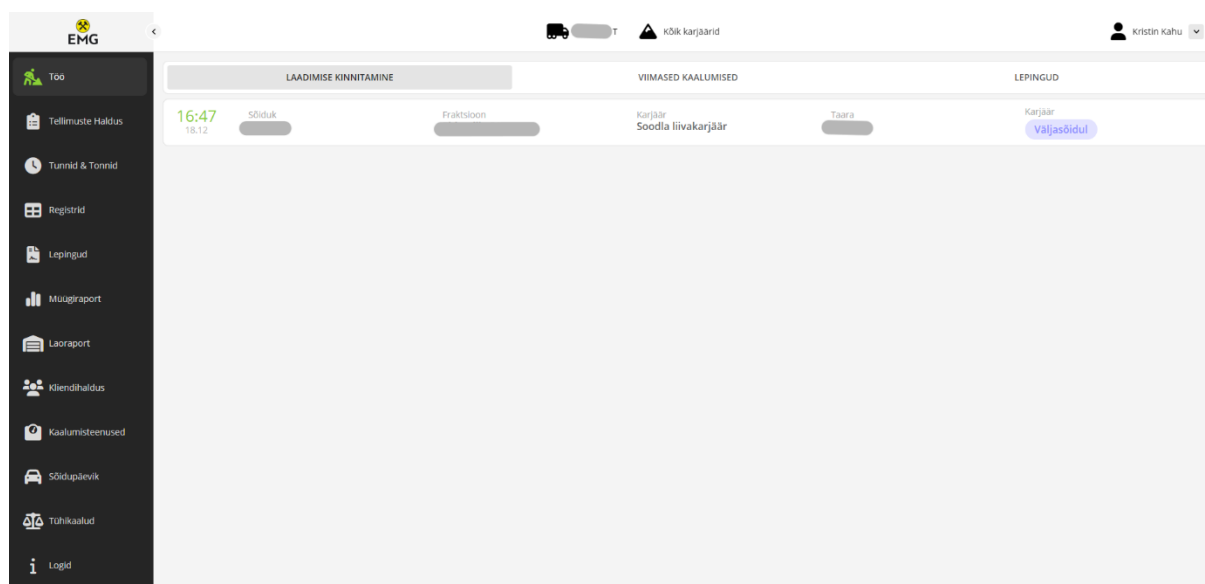 EMG
T
Kõik karjäärid
Kristin Kahu
Töö
Tellimuste Haldus
Tunnid & Tonnid
Registrid
Lepingud
Müügiraport
Laoraport
Kliendihaldus
Kaalumisteenused
Sõidupäevik
Tühikaalud
Logid
LAADIMISE KINNITAMINE
VIIMASED KAALUMISED
LEPINGUD
16:47
18.12
Sõiduk
Fraktsioon
Karjäär
Soodla liivakarjäär
Taara
Karjäär
Väljasõidul